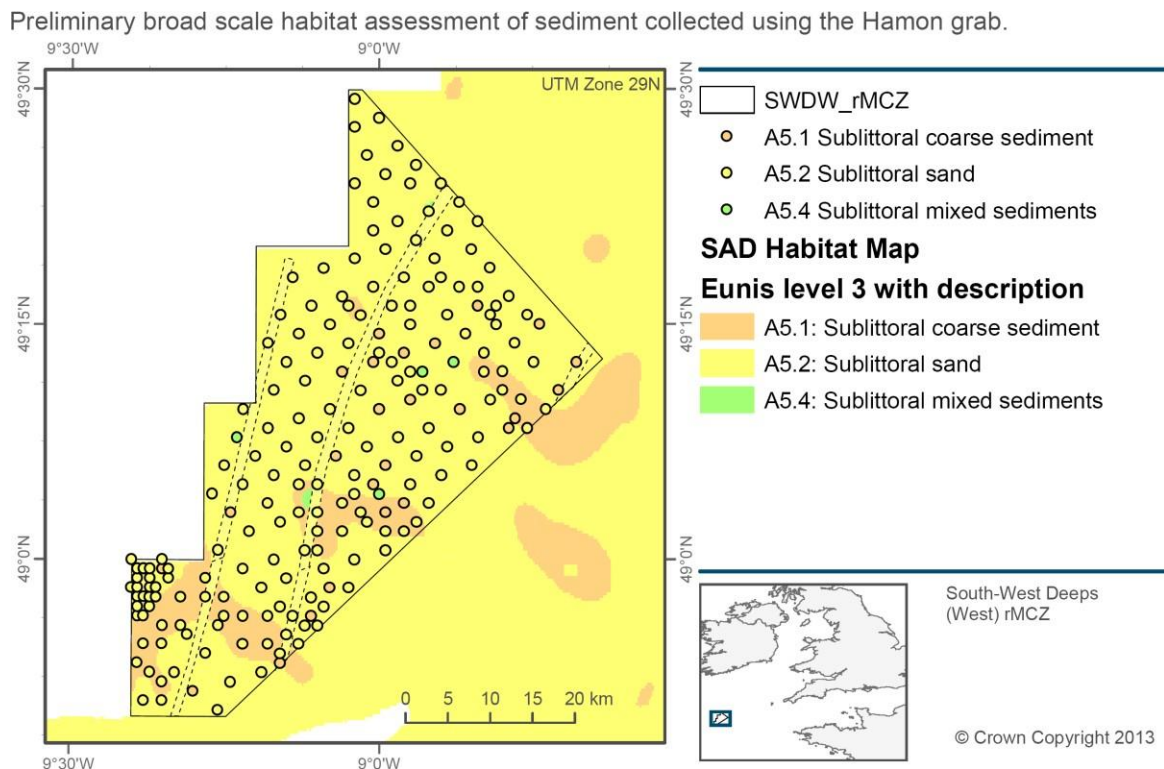 Preliminary broad scale habitat assessment of sediment collected using the Hamon grab.
9°30'W
9°0'W
UTM Zone 29N
49°30'N
49°30'N
49°15'N
49°15'N
49°0'N
49°0'N
0 5 10 15 20 km
9°30'W
9°0'W
SWDW_rMCZ
A5.1 Sublittoral coarse sediment
A5.2 Sublittoral sand
A5.4 Sublittoral mixed sediments
SAD Habitat Map
Eunis level 3 with description
A5.1: Sublittoral coarse sediment
A5.2: Sublittoral sand
A5.4: Sublittoral mixed sediments
South-West Deeps
(West) rMCZ
© Crown Copyright 2013